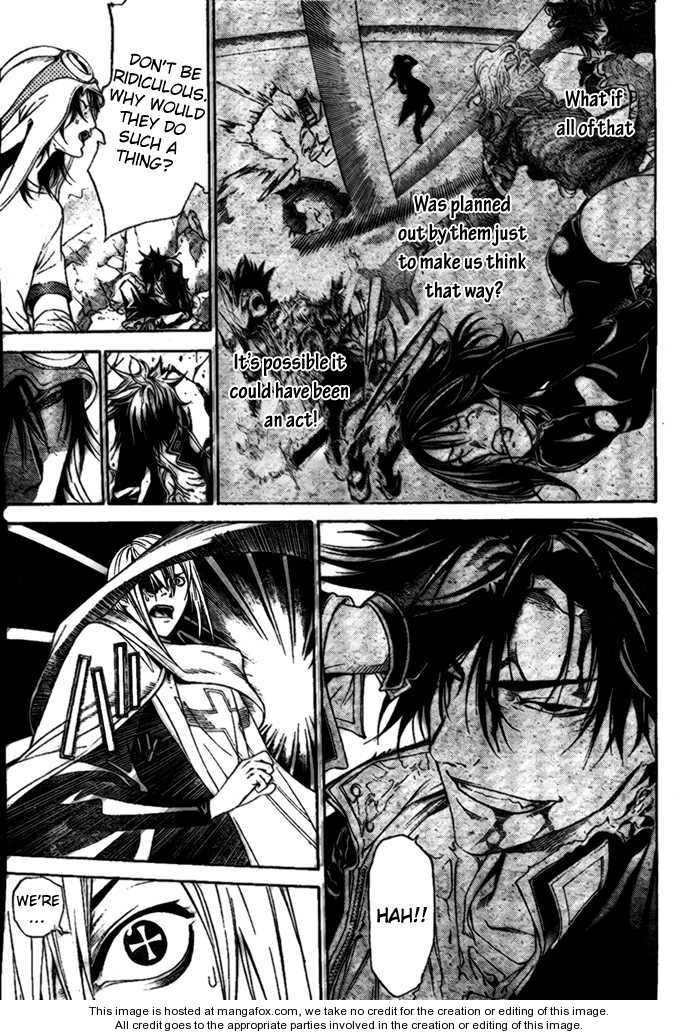 What if
all of that
Was planned
out by them just
to make us think
that way?
It's possible it
could have been
an act!
DON'T BE
RIDICULOUS.
WHY WOULD
THEY DO
SUCH A
THING?
HAH!!
WE'RE
...
This image is hosted at mangafox.com, we take no credit for the creation or editing of this image.
All credit goes to the appropriate parties involved in the creation or editing of this image.